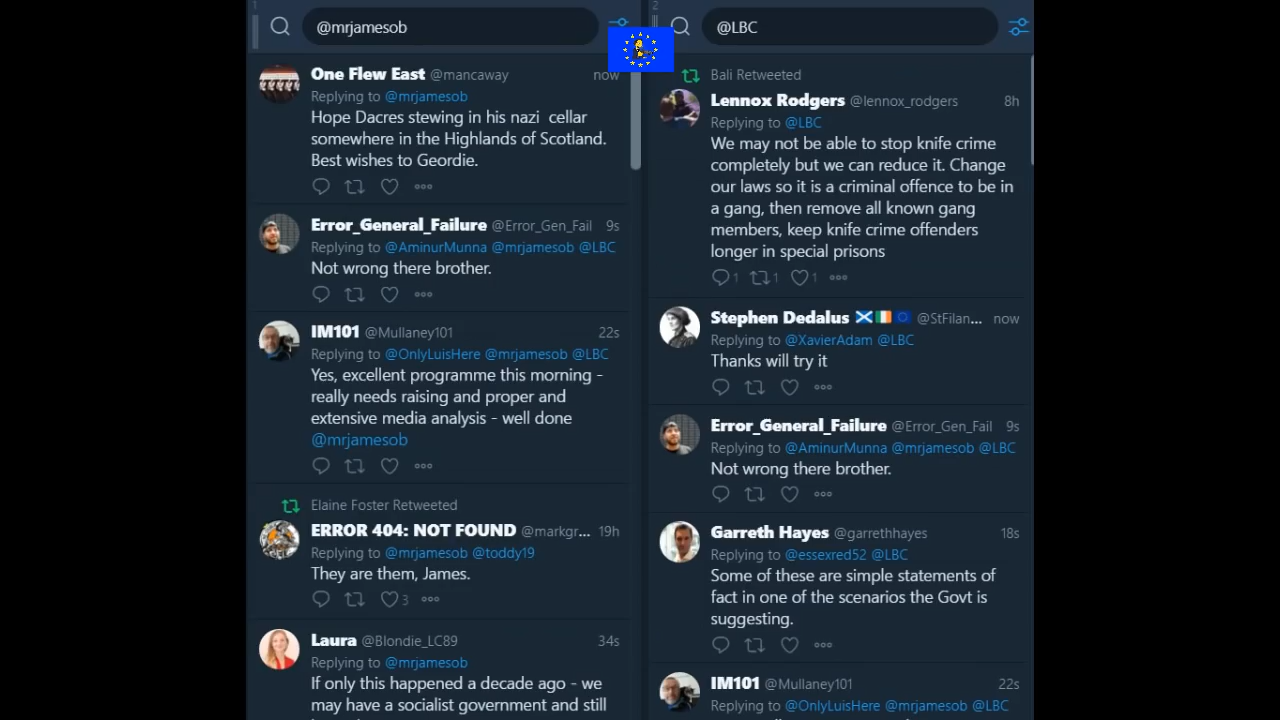 1
@mrjamesob
One Flew East @mancaway now
Replying to @mrjamesob
Hope Dacres stewing in his nazi cellar
somewhere in the Highlands of Scotland.
Best wishes to Geordie.
Error_General_Failure @Error_Gen_Fail 9s
Replying to @AminurMunna @mrjamesob @LBC
Not wrong there brother.
IM101 @Mullaney101 22s
Replying to @OnlyLuisHere @mrjamesob @LBC
Yes, excellent programme this morning -
really needs raising and proper and
extensive media analysis - well done
@mrjamesob
Elaine Foster Retweeted
ERROR 404: NOT FOUND @markgr... 19h
Replying to @mrjamesob @toddy19
They are them, James.
3
Laura @Blondie_LC89 34s
Replying to @mrjamesob
If only this happened a decade ago - we
may have a socialist government and still
2
@LBC
Bali Retweeted
Lennox Rodgers @lennox_rodgers 8h
Replying to @LBC
We may not be able to stop knife crime
completely but we can reduce it. Change
our laws so it is a criminal offence to be in
a gang, then remove all known gang
members, keep knife crime offenders
longer in special prisons
1 1 1
Stephen Dedalus @StFilan... now
Replying to @XavierAdam @LBC
Thanks will try it
Error_General_Failure @Error_Gen_Fail 9s
Replying to @AminurMunna @mrjamesob @LBC
Not wrong there brother.
Garreth Hayes @garrethhayes 18s
Replying to @essexred52 @LBC
Some of these are simple statements of
fact in one of the scenarios the Govt is
suggesting.
IM101 @Mullaney101 22s
Replying to @OnlyLuisHere @mrjamesob @LBC